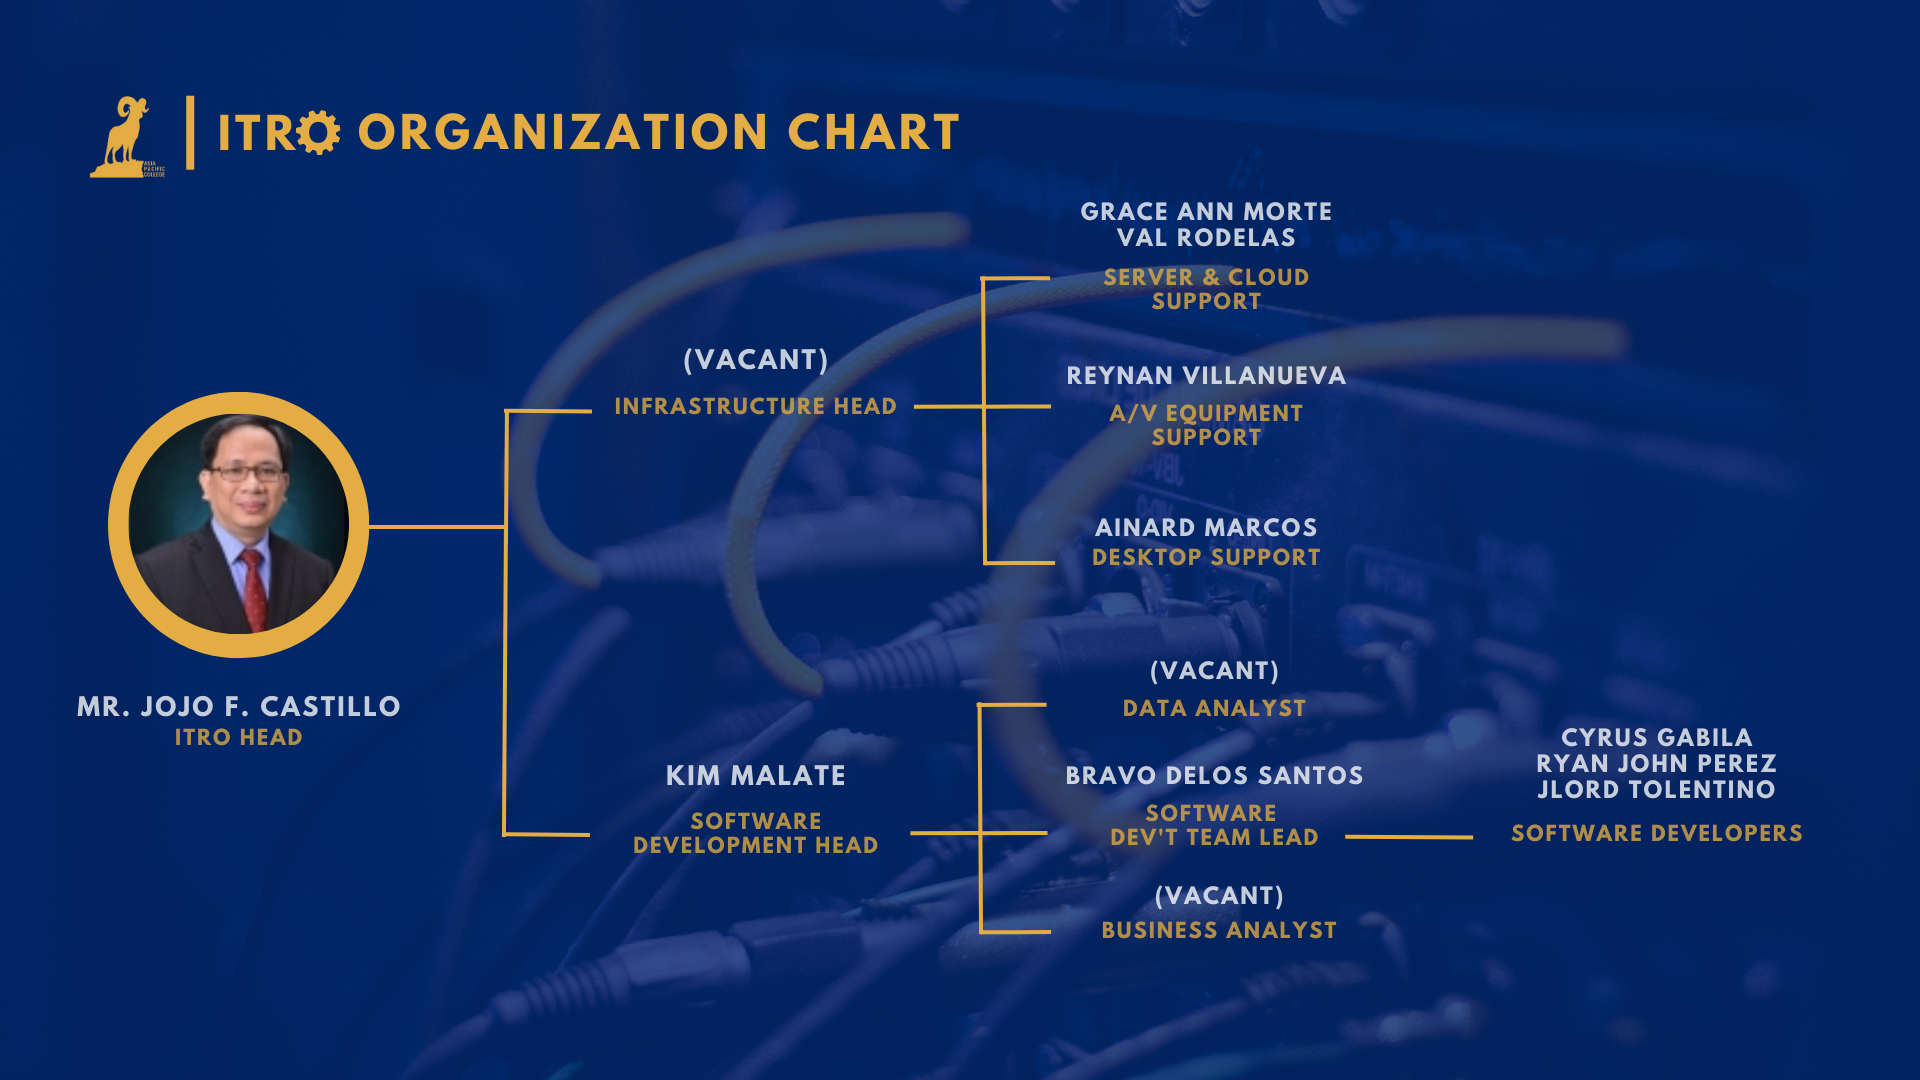 ASIA
PACIFIC
COLLEGE
ITRO ORGANIZATION CHART
MR. JOJO F. CASTILLO
ITRO HEAD
(VACANT)
INFRASTRUCTURE HEAD
GRACE ANN MORTE
VAL RODELAS
SERVER & CLOUD
SUPPORT
REYNAN VILLANUEVA
A/V EQUIPMENT
SUPPORT
AINARD MARCOS
DESKTOP SUPPORT
KIM MALATE
SOFTWARE
DEVELOPMENT HEAD
(VACANT)
DATA ANALYST
BRAVO DELOS SANTOS
SOFTWARE
DEV'T TEAM LEAD
(VACANT)
BUSINESS ANALYST
CYRUS GABILA
RYAN JOHN PEREZ
JLORD TOLENTINO
SOFTWARE DEVELOPERS